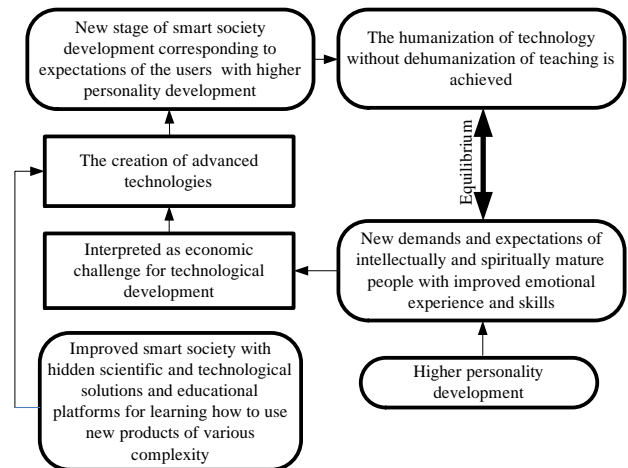 New stage of smart society
development corresponding to
expectations of the users with higher
personality development
The humanization of technology
without dehumanization of teaching is
achieved
Equilibrium
The creation of advanced
technologies
Interpreted as economic
challenge for technological
development
New demands and expectations of
intellectually and spiritually mature
people with improved emotional
experience and skills
Improved smart society with
hidden scientific and technological
solutions and educational
platforms for learning how to use
new products of various
complexity
Higher personality
development